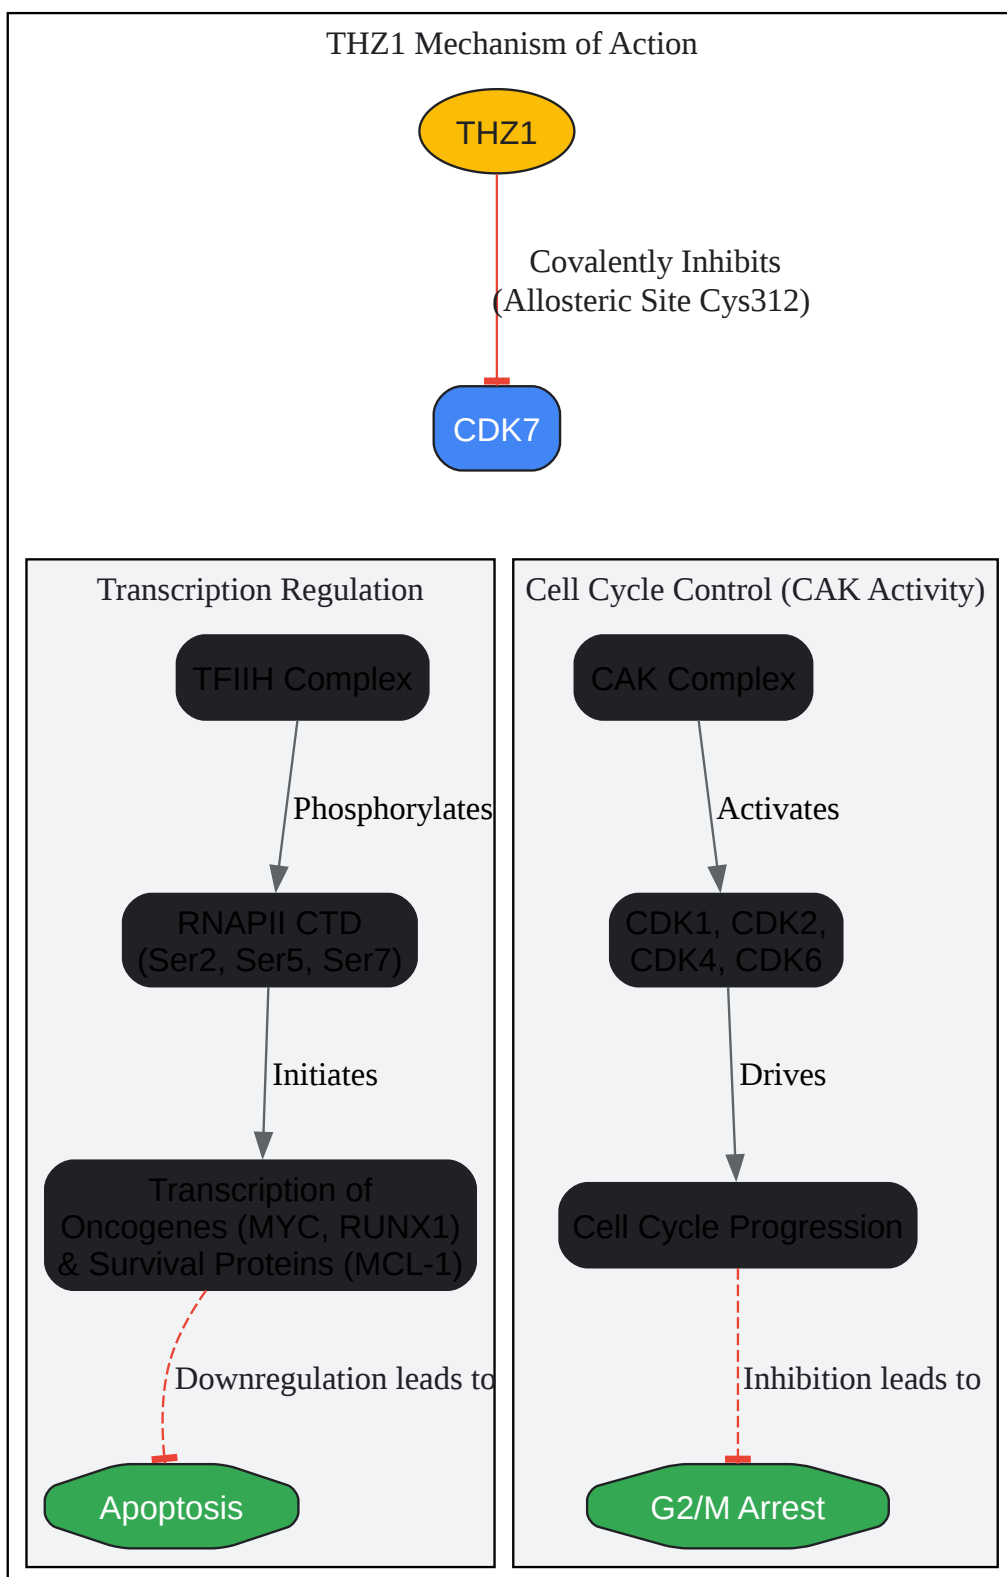 THZ1 Mechanism of Action
THZ1
Covalently Inhibits
(Allosteric Site Cys312)
CDK7
Transcription Regulation
TFIIH Complex
Phosphorylates
RNAPII CTD
(Ser2, Ser5, Ser7)
Initiates
Transcription of
Oncogenes (MYC, RUNX1)
& Survival Proteins (MCL-1)
Downregulation leads to
Apoptosis
Cell Cycle Control (CAK Activity)
CAK Complex
Activates
CDK1, CDK2,
CDK4, CDK6
Drives
Cell Cycle Progression
Inhibition leads to
G2/M Arrest